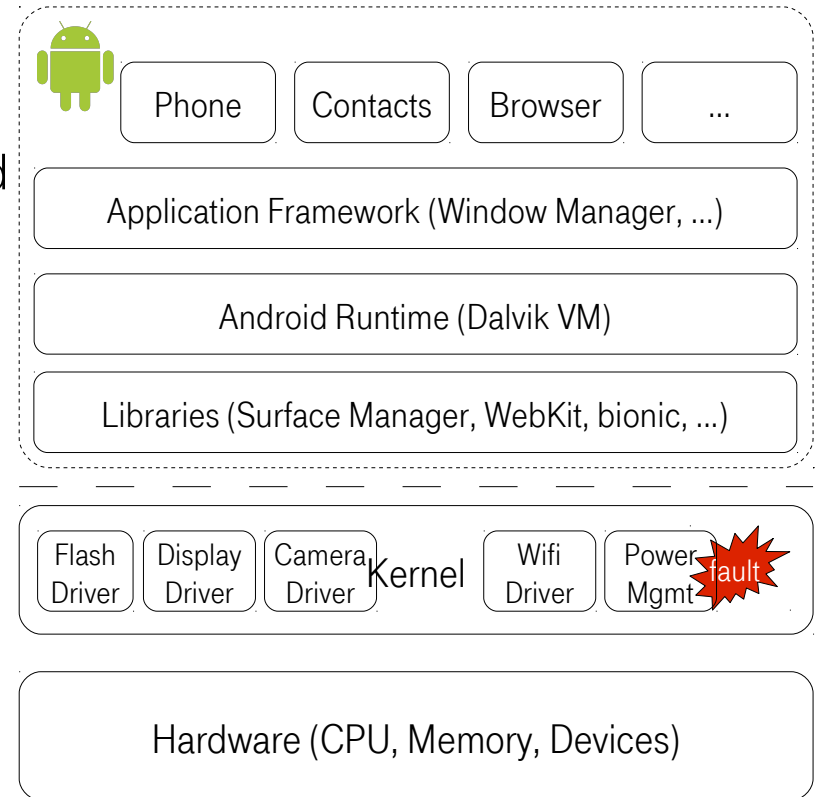 Phone
Contacts
Browser
...
d
Application Framework (Window Manager, ...)
Android Runtime (Dalvik VM)
Libraries (Surface Manager, WebKit, bionic, ...)
Flash
Driver
Display
Driver
Camera
Driver
Kernel
Wifi
Driver
Power
Mgmt
fault
Hardware (CPU, Memory, Devices)